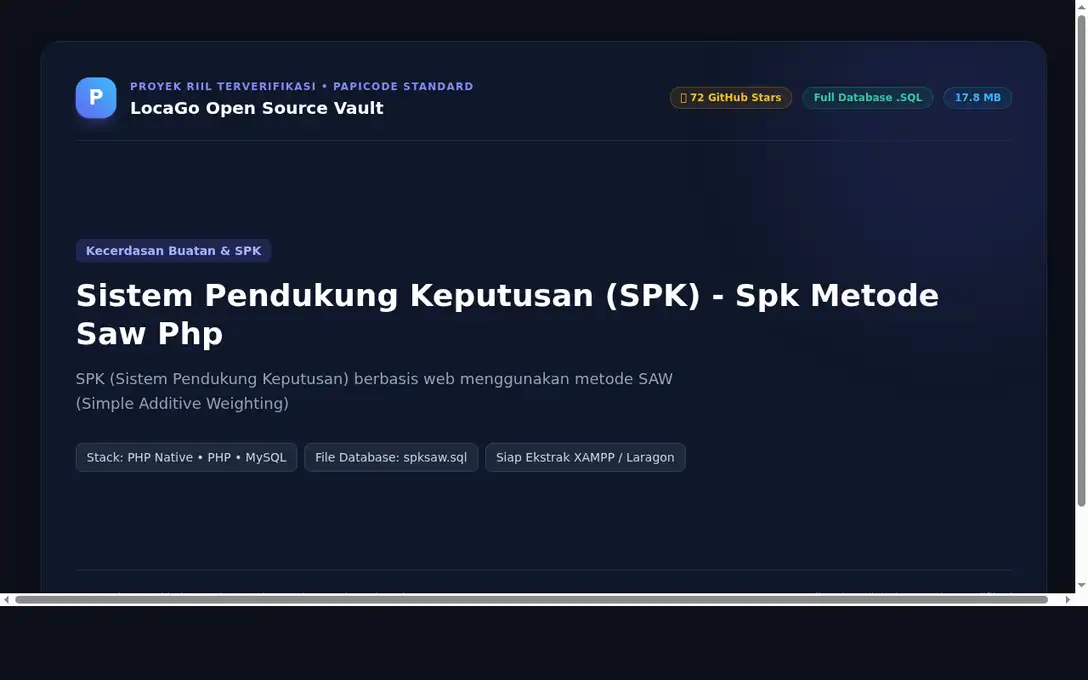 P
PROYEK RIIL TERVERIFIKASI • PAPICODE STANDARD
LocaGo Open Source Vault
72 GitHub Stars
Full Database .SQL
17.8 MB
Kecerdasan Buatan & SPK
Sistem Pendukung Keputusan (SPK) - Spk Metode
Saw Php
SPK (Sistem Pendukung Keputusan) berbasis web menggunakan metode SAW
(Simple Additive Weighting)
Stack: PHP Native • PHP • MySQL
File Database: spksaw.sql
Siap Ekstrak XAMPP / Laragon